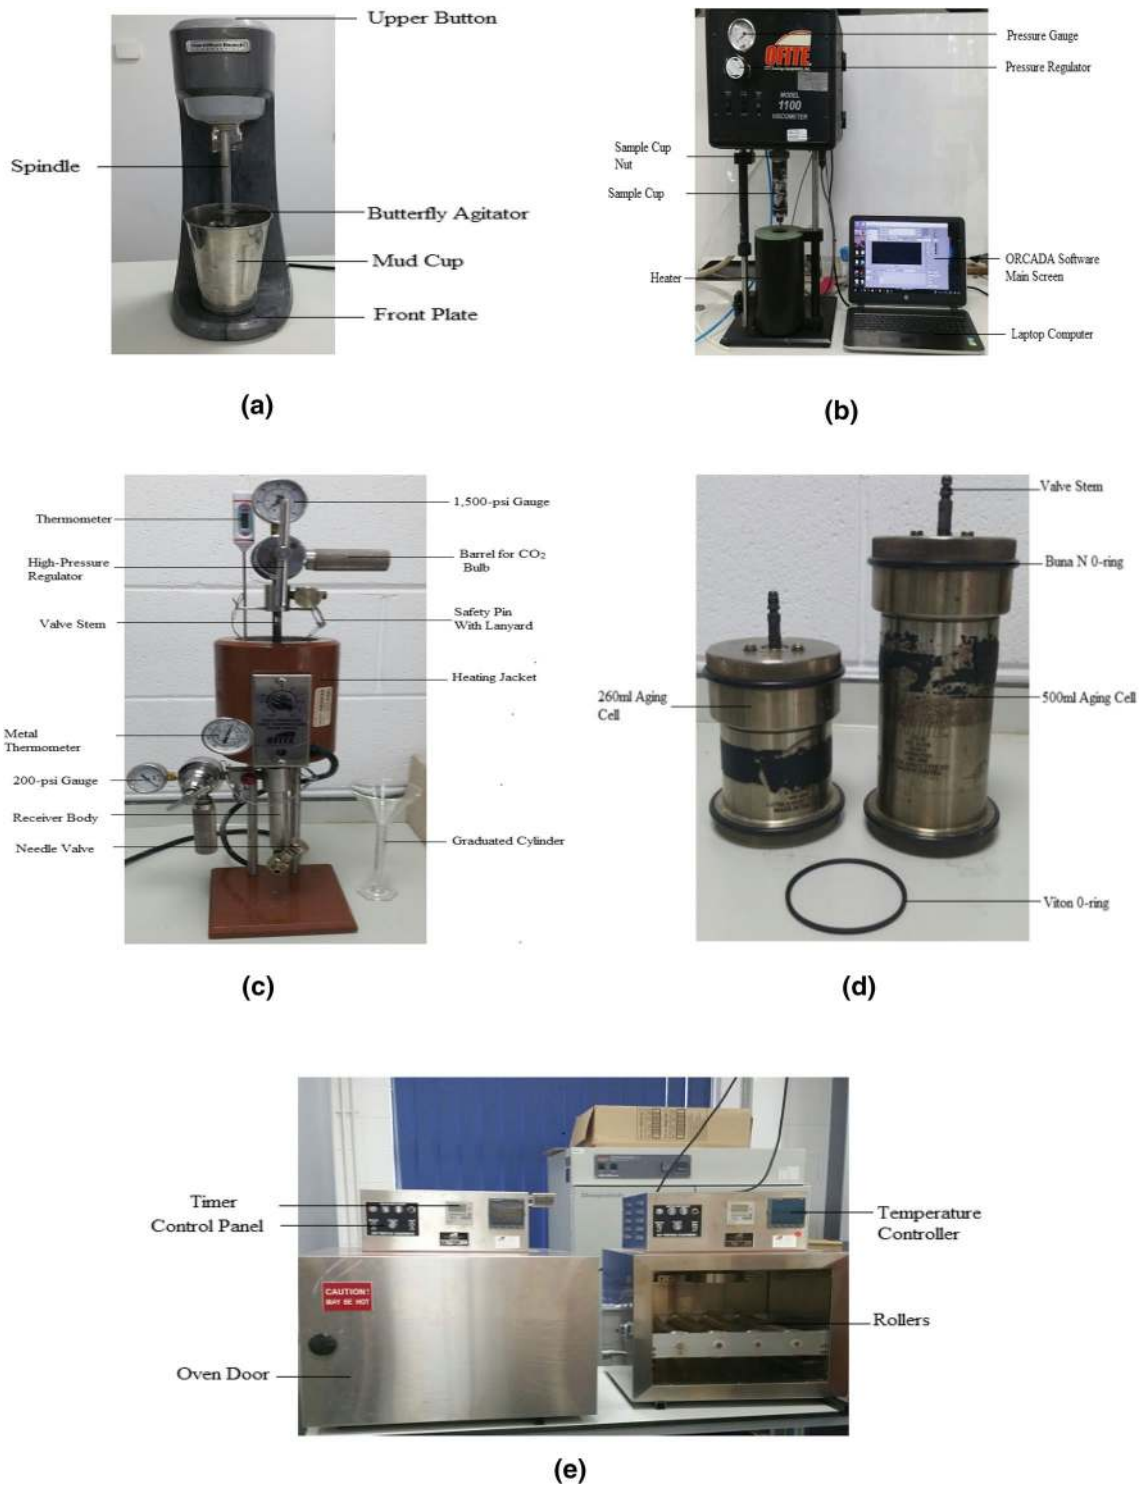 Upper Button
Hamilton Beach
Spindle
Butterfly Agitator
Mud Cup
Front Plate
(a)
Pressure Gauge
Pressure Regulator
OFITE
MODEL
1100
VISCOMETER
Sample Cup
Nut
Sample Cup
Heater
ORCADA Software
Main Screen
Laptop Computer
(b)
Thermometer
1,500-psi Gauge
High-Pressure
Regulator
Barrel for CO₂
Bulb
Valve Stem
Safety Pin
With Lanyard
Heating Jacket
Metal
Thermometer
200-psi Gauge
Receiver Body
Needle Valve
Graduated Cylinder
(c)
Valve Stem
Buna N 0-ring
260ml Aging
Cell
500ml Aging Cell
Viton 0-ring
(d)
Timer
Control Panel
Temperature
Controller
CAUTION!
MAY BE HOT
Rollers
Oven Door
(e)